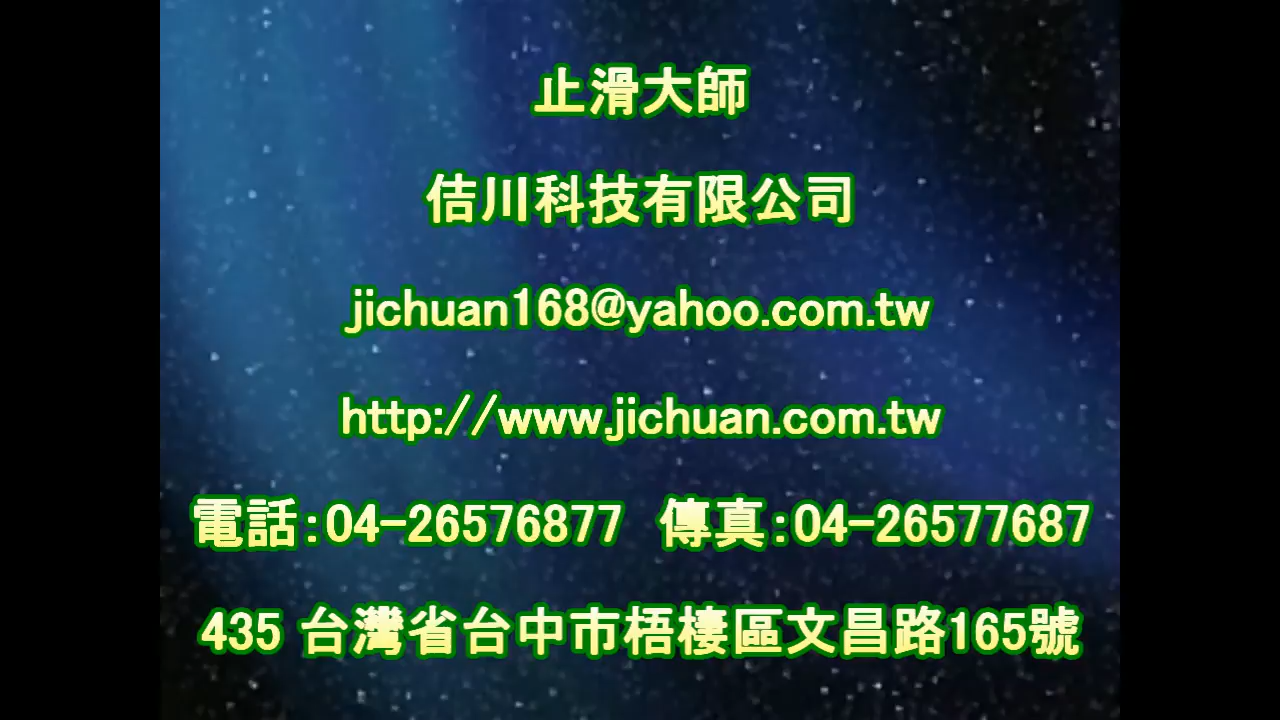 止滑大師
佶川科技有限公司
jichuan168@yahoo.com.tw
http://www.jichuan.com.tw
電話:04-26576877 傳真:04-26577687
435 台灣省台中市梧棲區文昌路165號